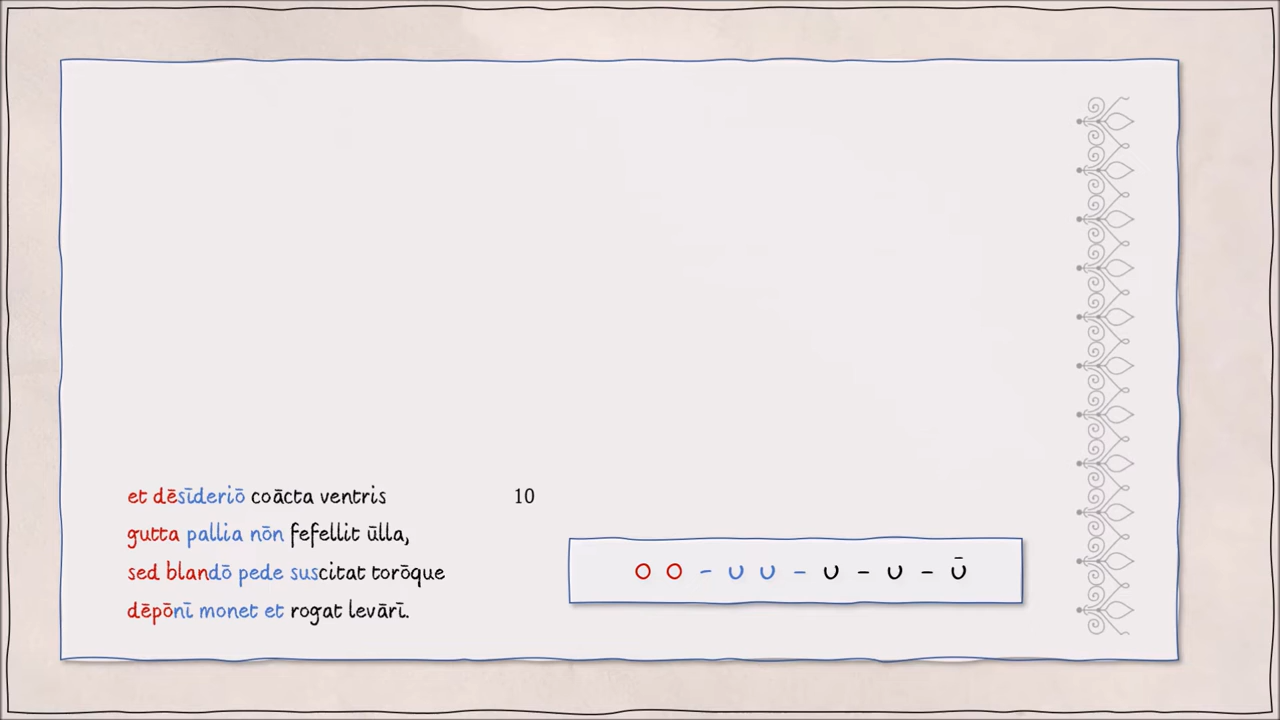 et dēsīderiō coācta ventris 10
gutta pallia nōn fefellit ūlla,
sed blandō pede suscitat torōque
dēpōnī monet et rogat levārī.
○ ○ – ∪ ∪ – ∪ – ∪ – ∪̄